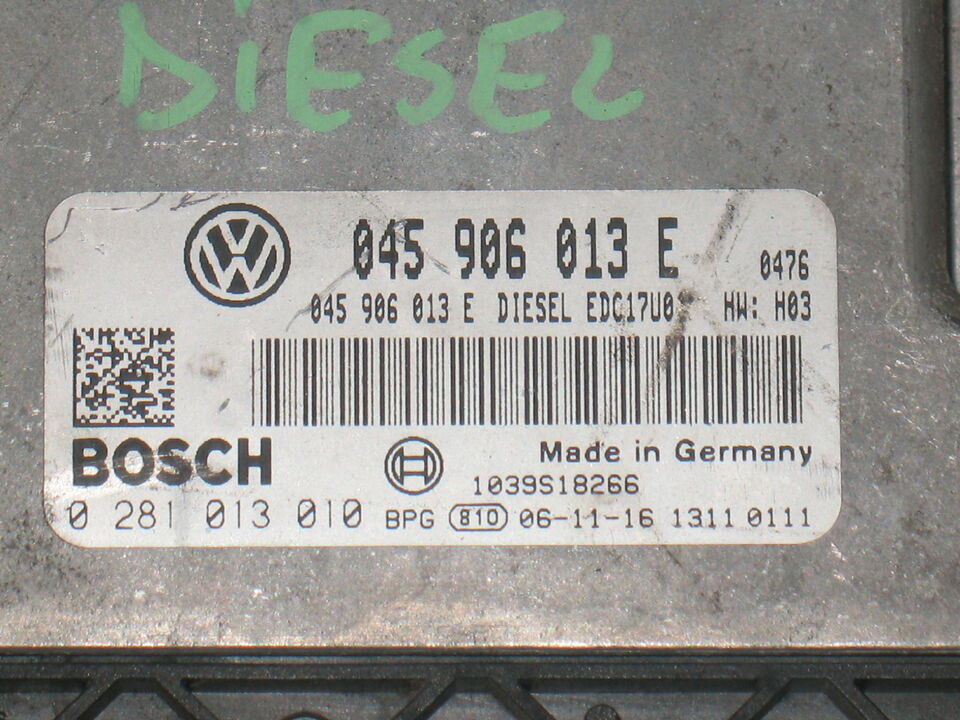 DiESEL
045 906 013 E
0476
045 906 013 E DIESEL EDC17U01 HW: H03
BOSCH
Made in Germany
1039S18266
0 281 013 010 BPG 810 06-11-16 1311 0111